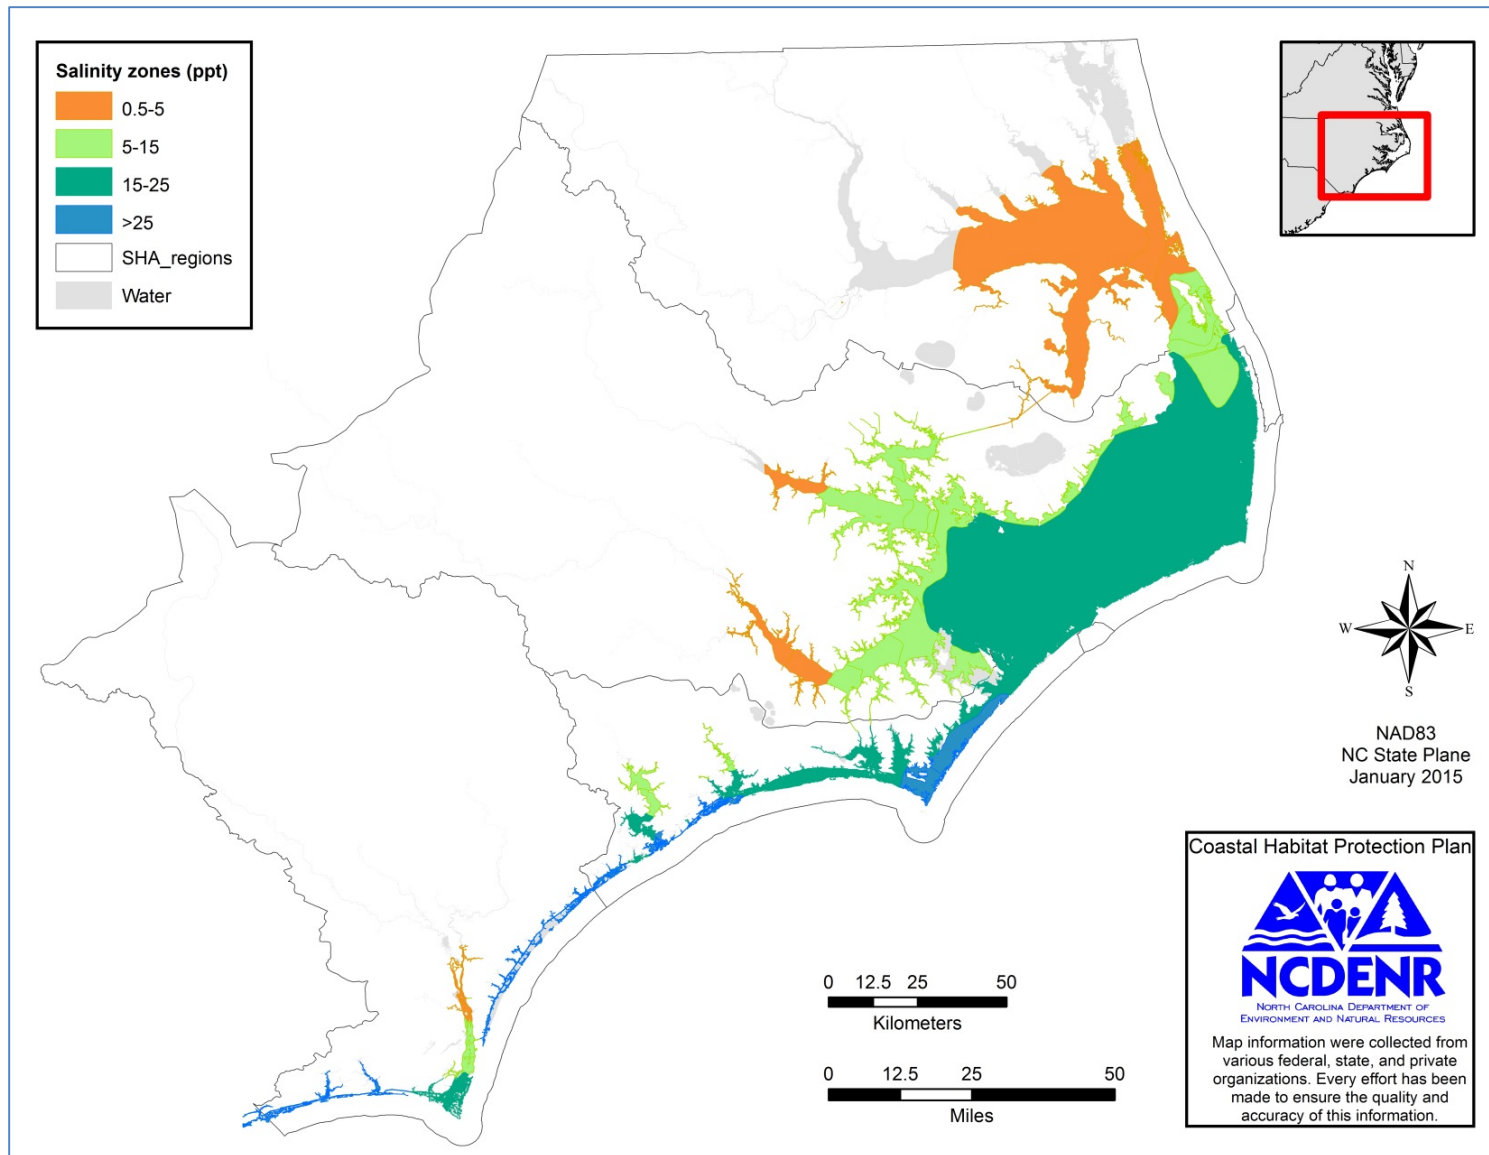 Salinity zones (ppt)
0.5-5
5-15
15-25
>25
SHA_regions
Water
N
W
E
S
NAD83
NC State Plane
January 2015
0 12.5 25 50
Kilometers
0 12.5 25 50
Miles
Coastal Habitat Protection Plan
NCDENR
NORTH CAROLINA DEPARTMENT OF
ENVIRONMENT AND NATURAL RESOURCES
Map information were collected from
various federal, state, and private
organizations. Every effort has been
made to ensure the quality and
accuracy of this information.